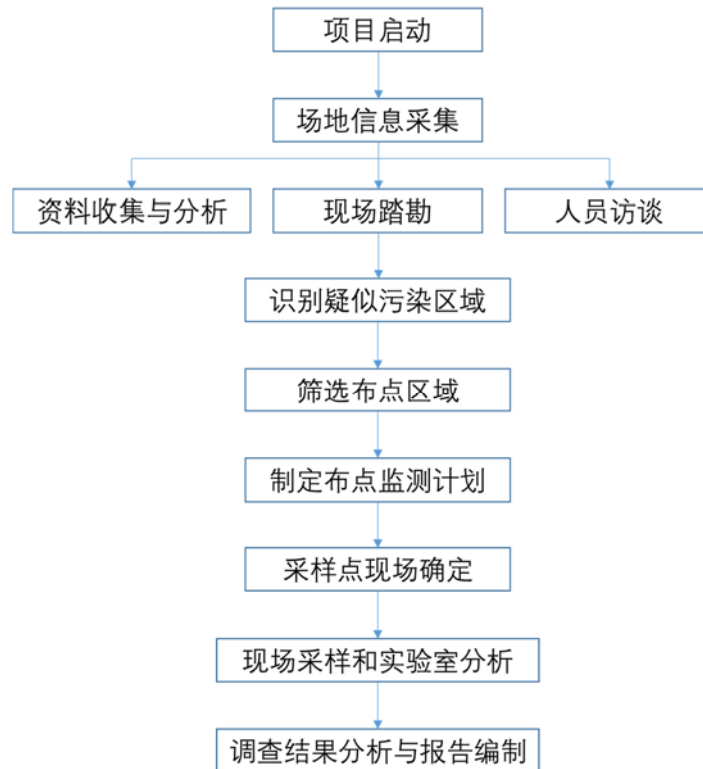 项目启动
场地信息采集
资料收集与分析
现场踏勘
人员访谈
识别疑似污染区域
筛选布点区域
制定布点监测计划
采样点现场确定
现场采样和实验室分析
调查结果分析与报告编制